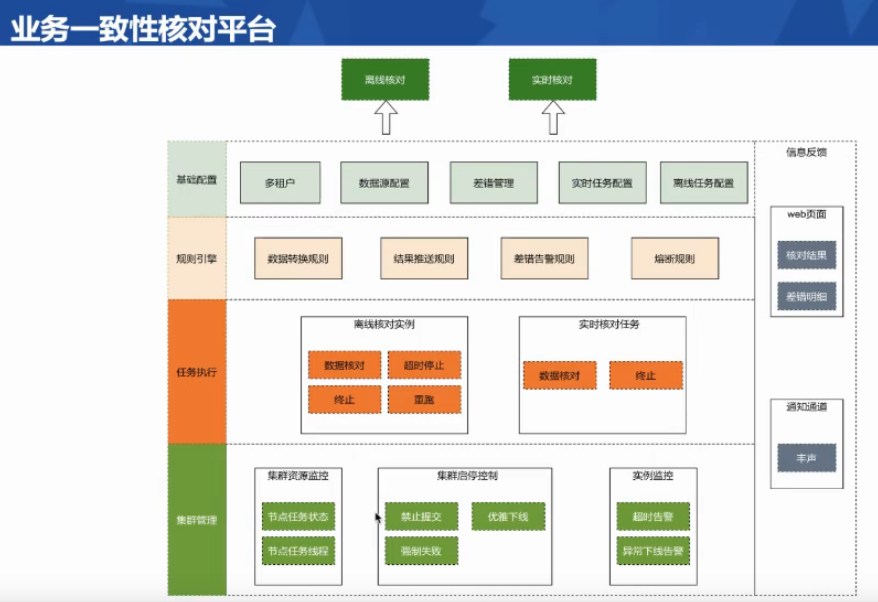 业务一致性核对平台
离线核对
实时核对
基础配置
多租户
数据源配置
差错管理
实时任务配置
离线任务配置
信息反馈
web页面
核对结果
差错明细
规则引擎
数据转换规则
结果推送规则
差错告警规则
熔断规则
任务执行
离线核对实例
数据核对
超时停止
终止
重跑
实时核对任务
数据核对
终止
通知通道
丰声
集群管理
集群资源监控
节点任务状态
节点任务线程
集群启停控制
禁止提交
优雅下线
强制失败
实例监控
超时告警
异常下线告警